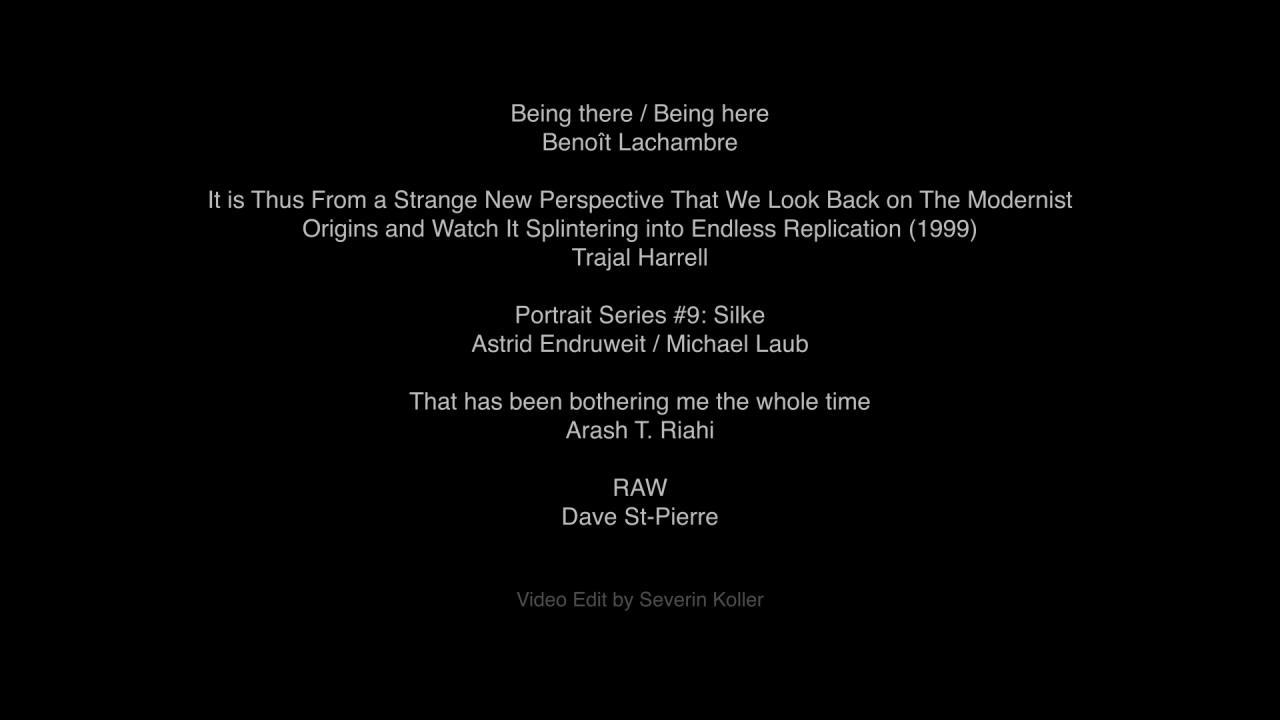 Being there / Being here
Benoît Lachambre
It is Thus From a Strange New Perspective That We Look Back on The Modernist
Origins and Watch It Splintering into Endless Replication (1999)
Trajal Harrell
Portrait Series #9: Silke
Astrid Endruweit / Michael Laub
That has been bothering me the whole time
Arash T. Riahi
RAW
Dave St-Pierre
Video Edit by Severin Koller